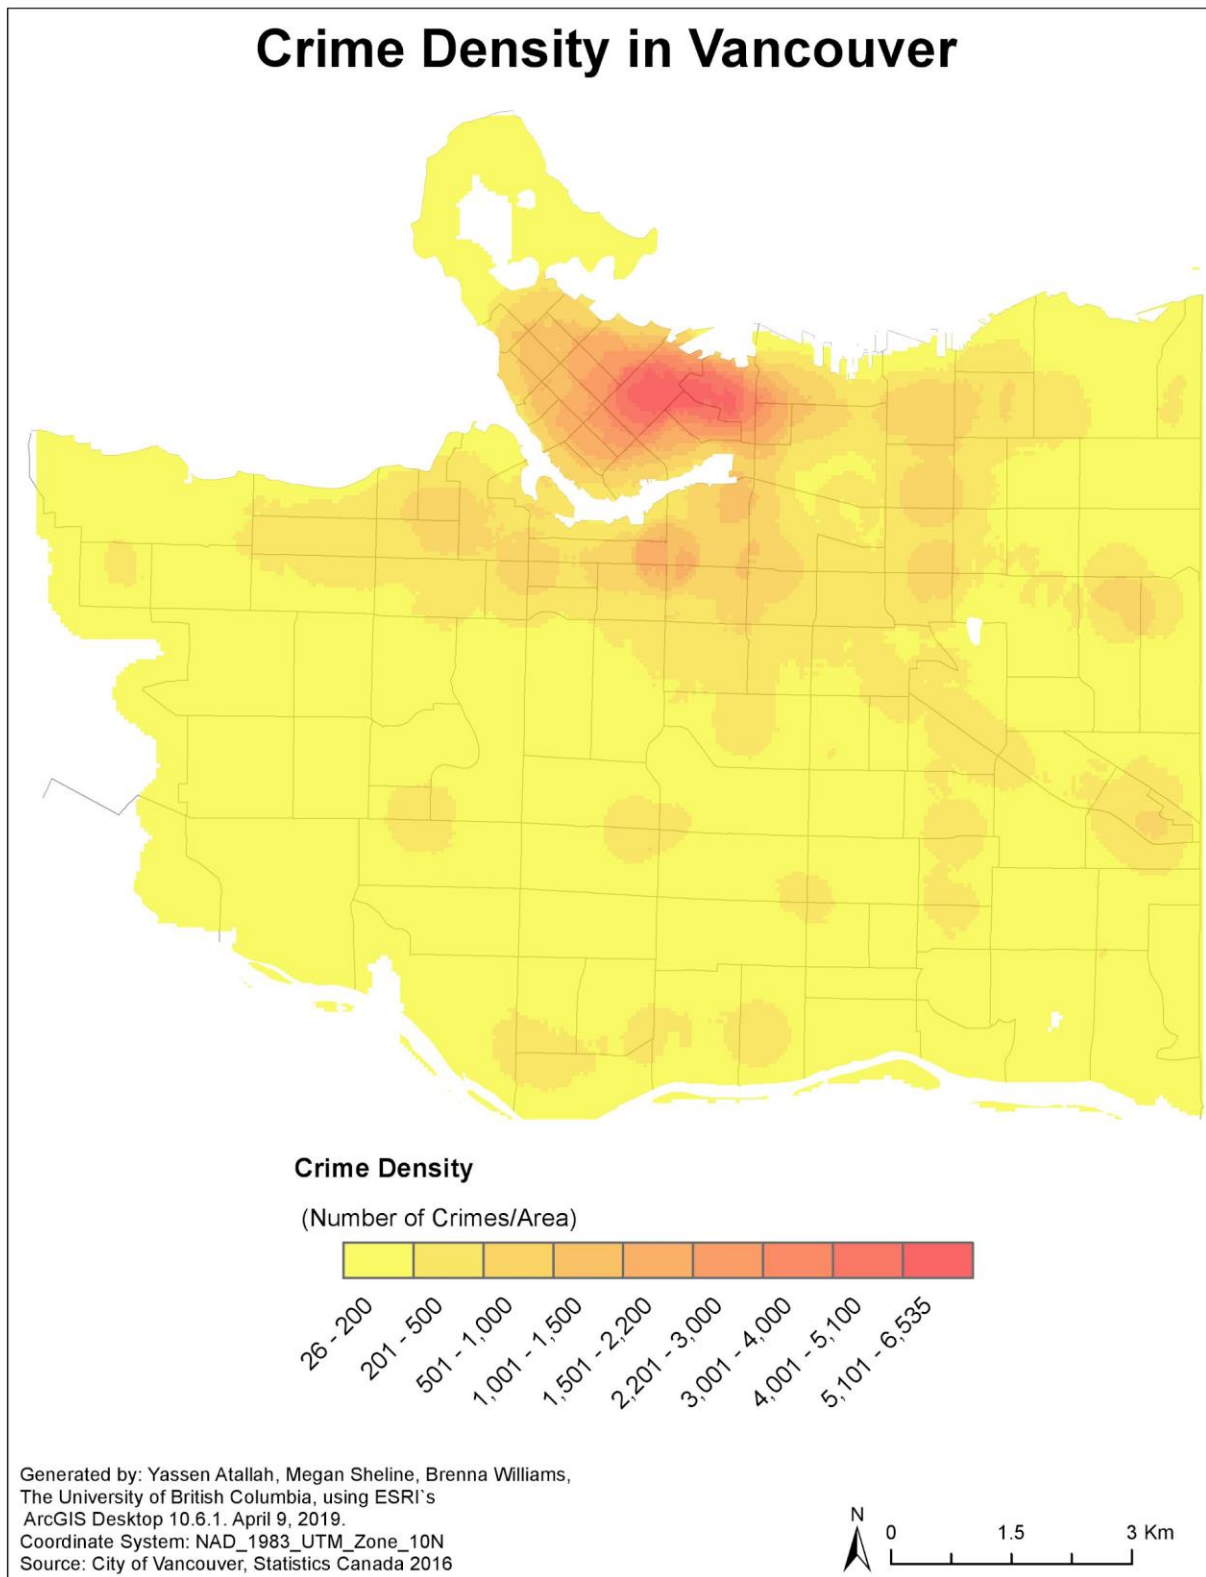 Crime Density in Vancouver
Crime Density
(Number of Crimes/Area)
26 - 200
201 - 500
501 - 1,000
1,001 - 1,500
1,501 - 2,200
2,201 - 3,000
3,001 - 4,000
4,001 - 5,100
5,101 - 6,535
Generated by: Yassen Atallah, Megan Sheline, Brenna Williams,
The University of British Columbia, using ESRI`s
ArcGIS Desktop 10.6.1. April 9, 2019.
Coordinate System: NAD_1983_UTM_Zone_10N
Source: City of Vancouver, Statistics Canada 2016
N
0 1.5 3 Km